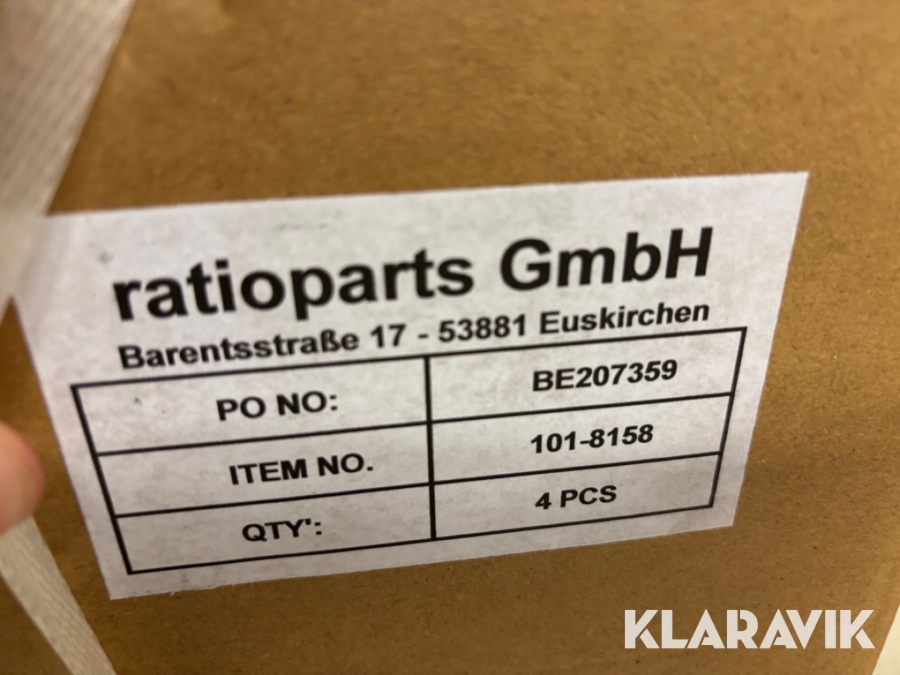 ratioparts GmbH
Barentsstraße 17 - 53881 Euskirchen
PO NO: BE207359
ITEM NO. 101-8158
QTY': 4 PCS
KLARAVIK